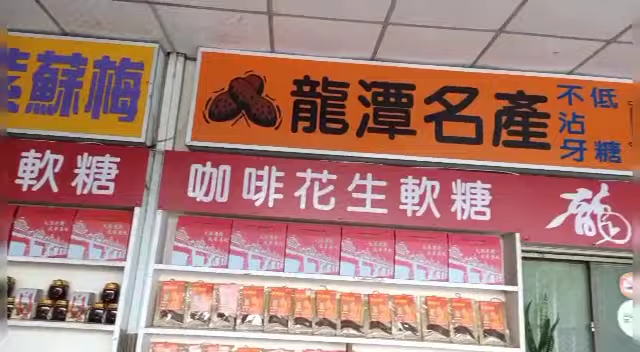 紫蘇梅
龍潭名產
不沾牙
低糖
軟糖
咖啡花生軟糖
龍